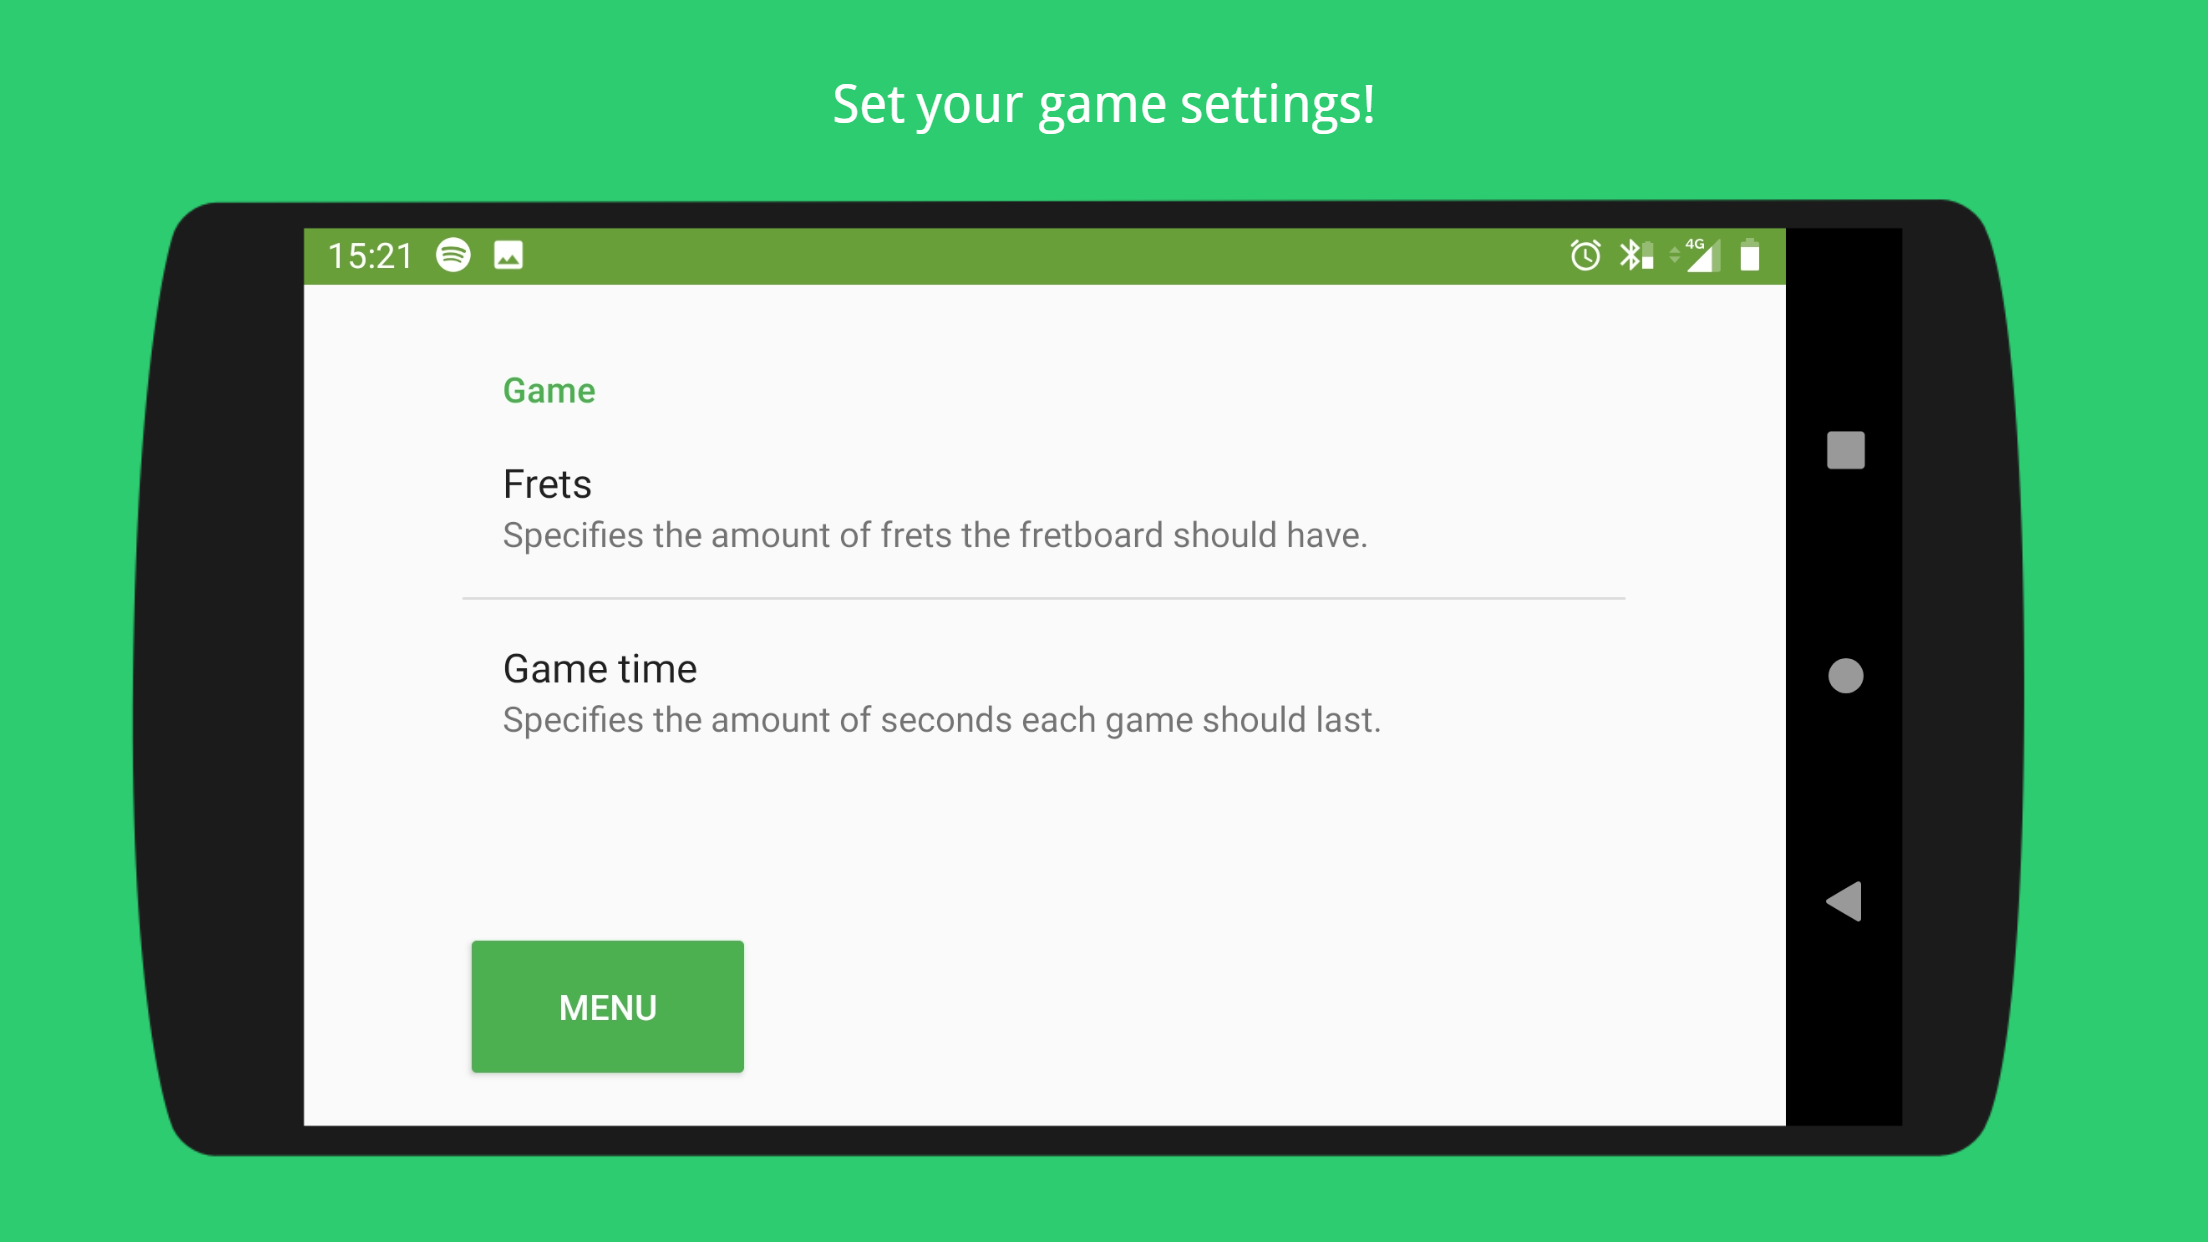 Set your game settings!
15:21
4G
Game
Frets
Specifies the amount of frets the fretboard should have.
Game time
Specifies the amount of seconds each game should last.
MENU